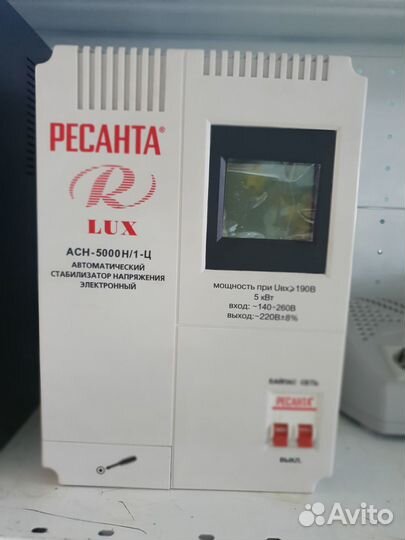 РЕСАНТА®
R
LUX
АСН-5000Н/1-Ц
АВТОМАТИЧЕСКИЙ
СТАБИЛИЗАТОР НАПРЯЖЕНИЯ
ЭЛЕКТРОННЫЙ
мощность при Uвх⩾190В
5 кВт
вход: ~140÷260В
выход:~220В±8%
БАЙПАС СЕТЬ
РЕСАНТА®
ВЫКЛ.
Avito